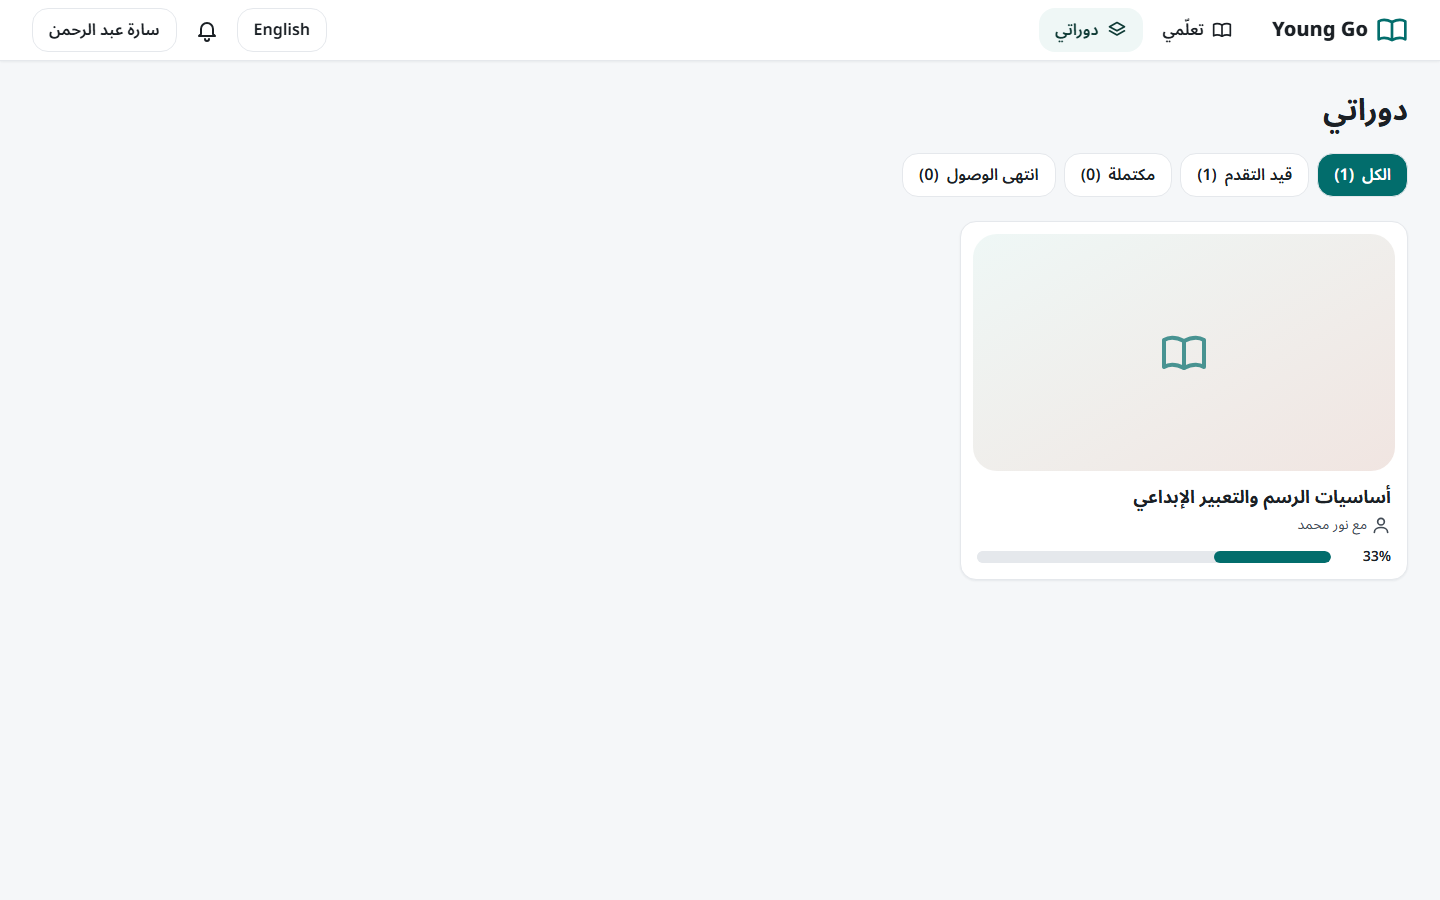 Young Go
تعلّمي
دوراتي
English
سارة عبد الرحمن
دوراتي
الكل (1)
قيد التقدم (1)
مكتملة (0)
انتهى الوصول (0)
أساسيات الرسم والتعبير الإبداعي
مع نور محمد
33%